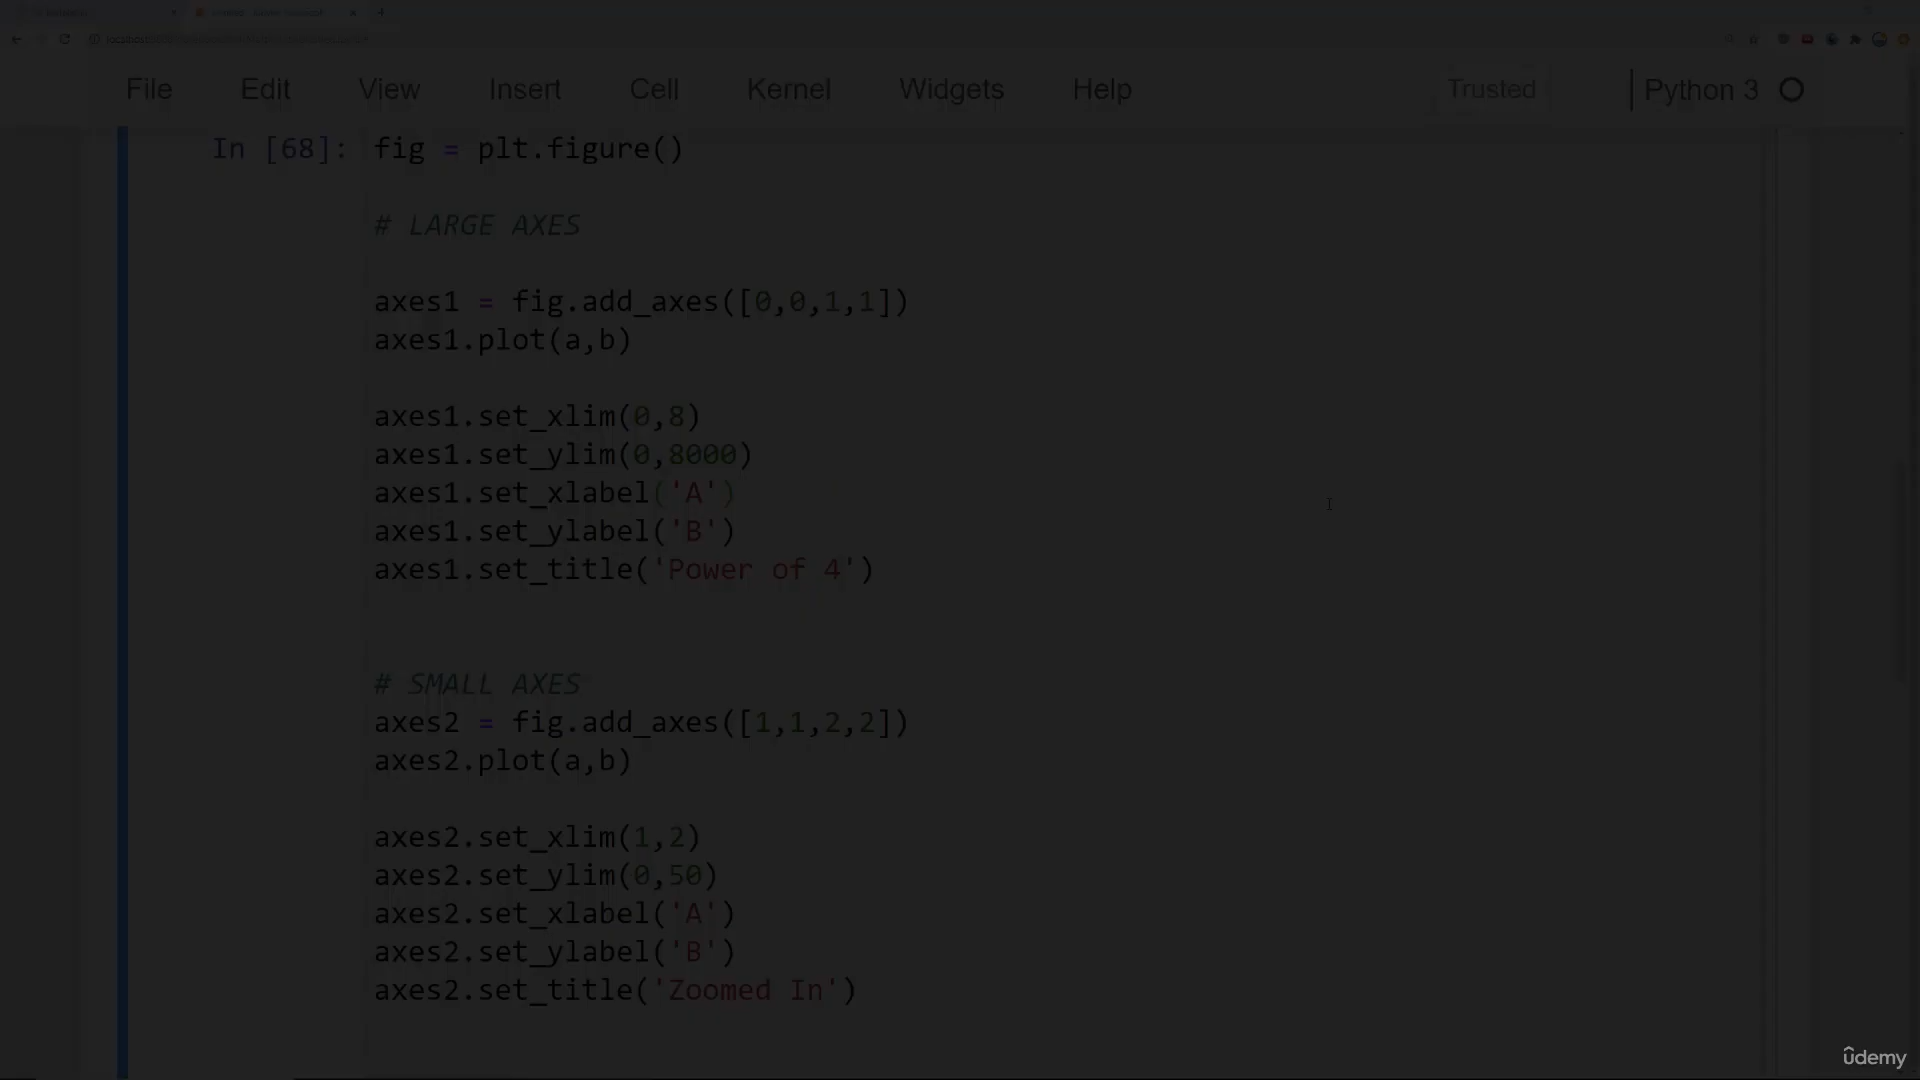 File Edit View Insert Cell Kernel Widgets Help Trusted Python 3
In [68]: fig = plt.figure()
# LARGE AXES
axes1 = fig.add_axes([0,0,1,1])
axes1.plot(a,b)
axes1.set_xlim(0,8)
axes1.set_ylim(0,8000)
axes1.set_xlabel('A')
axes1.set_ylabel('B')
axes1.set_title('Power of 4')
# SMALL AXES
axes2 = fig.add_axes([1,1,2,2])
axes2.plot(a,b)
axes2.set_xlim(1,2)
axes2.set_ylim(0,50)
axes2.set_xlabel('A')
axes2.set_ylabel('B')
axes2.set_title('Zoomed In')
ûdemy